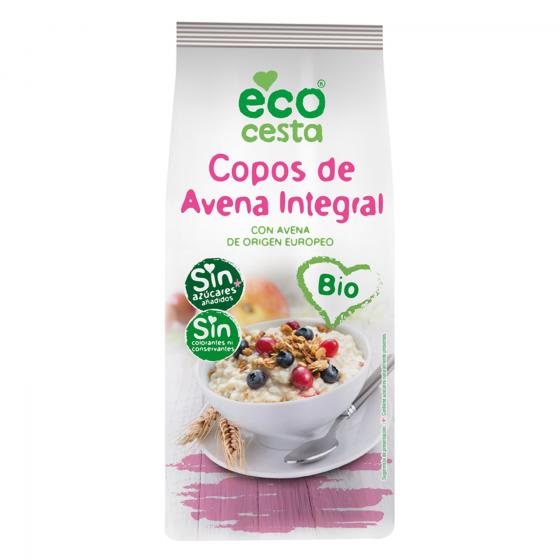 eco®
cesta
Copos de
Avena Integral
CON AVENA
DE ORIGEN EUROPEO
Sin*
azúcares
añadidos
Bio
Sin
colorantes ni
conservantes